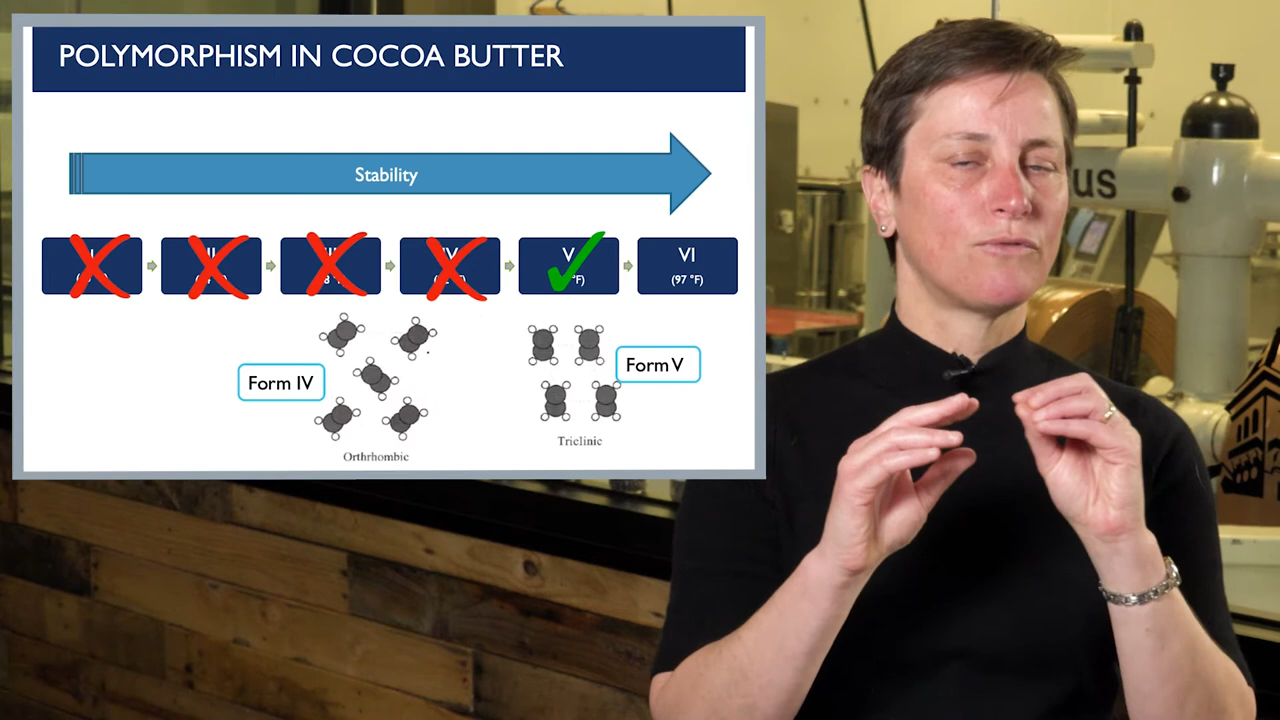 POLYMORPHISM IN COCOA BUTTER
Stability
V
VI
°F)
(97 °F)
Form IV
Form V
Triclinic
Orthrhombic
us